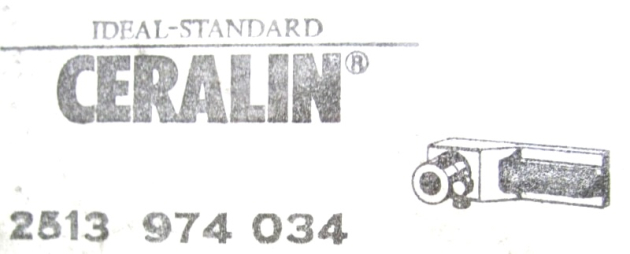 IDEAL-STANDARD
CERALIN®
2513 974 034